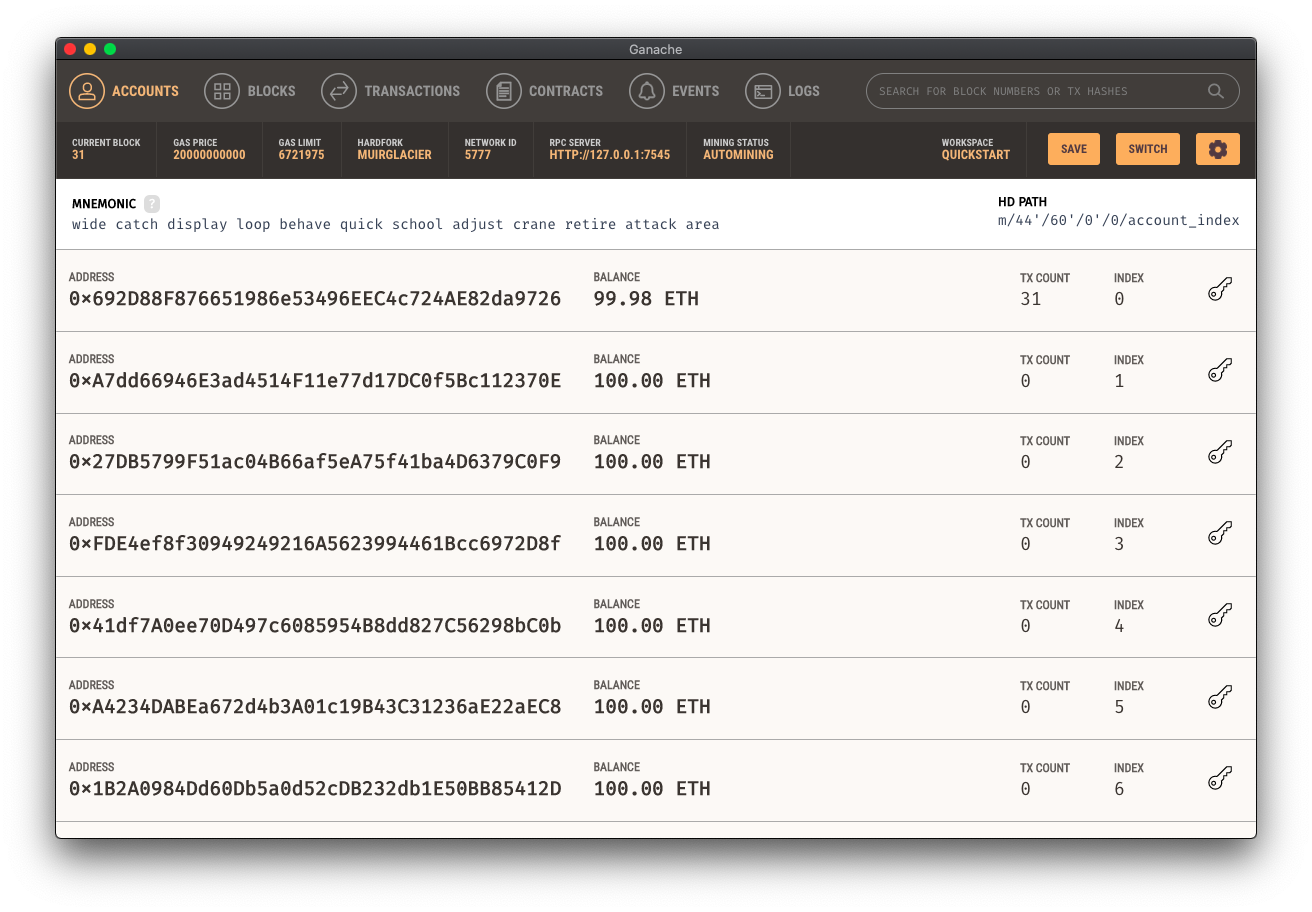 Ganache
ACCOUNTS BLOCKS TRANSACTIONS CONTRACTS EVENTS LOGS SEARCH FOR BLOCK NUMBERS OR TX HASHES
CURRENT BLOCK GAS PRICE GAS LIMIT HARDFORK NETWORK ID RPC SERVER MINING STATUS WORKSPACE
31 20000000000 6721975 MUIRGLACIER 5777 HTTP://127.0.0.1:7545 AUTOMINING QUICKSTART SAVE SWITCH
MNEMONIC ? HD PATH
wide catch display loop behave quick school adjust crane retire attack area m/44'/60'/0'/0/account_index
ADDRESS BALANCE TX COUNT INDEX
0×692D88F876651986e53496EEC4c724AE82da9726 99.98 ETH 31 0
ADDRESS BALANCE TX COUNT INDEX
0×A7dd66946E3ad4514F11e77d17DC0f5Bc112370E 100.00 ETH 0 1
ADDRESS BALANCE TX COUNT INDEX
0×27DB5799F51ac04B66af5eA75f41ba4D6379C0F9 100.00 ETH 0 2
ADDRESS BALANCE TX COUNT INDEX
0×FDE4ef8f30949249216A5623994461Bcc6972D8f 100.00 ETH 0 3
ADDRESS BALANCE TX COUNT INDEX
0×41df7A0ee70D497c6085954B8dd827C56298bC0b 100.00 ETH 0 4
ADDRESS BALANCE TX COUNT INDEX
0×A4234DABEa672d4b3A01c19B43C31236aE22aEC8 100.00 ETH 0 5
ADDRESS BALANCE TX COUNT INDEX
0×1B2A0984Dd60Db5a0d52cDB232db1E50BB85412D 100.00 ETH 0 6